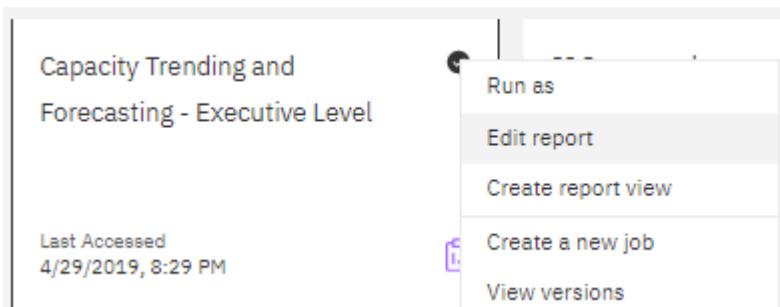 Capacity Trending and
Forecasting - Executive Level
Last Accessed
4/29/2019, 8:29 PM
Run as
Edit report
Create report view
Create a new job
View versions